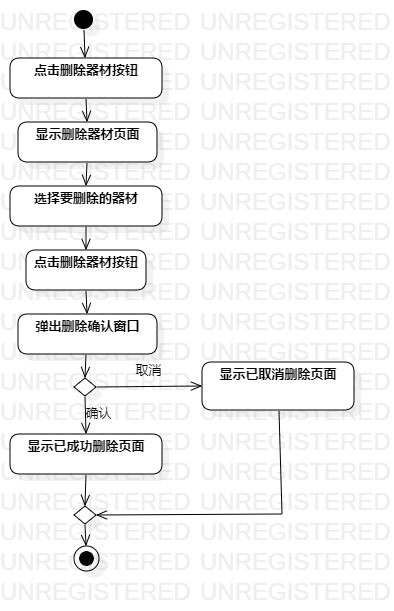 UNREGISTERED UNREGISTERED
点击删除器材按钮
显示删除器材页面
选择要删除的器材
点击删除器材按钮
弹出删除确认窗口
取消
显示已取消删除页面
确认
显示已成功删除页面